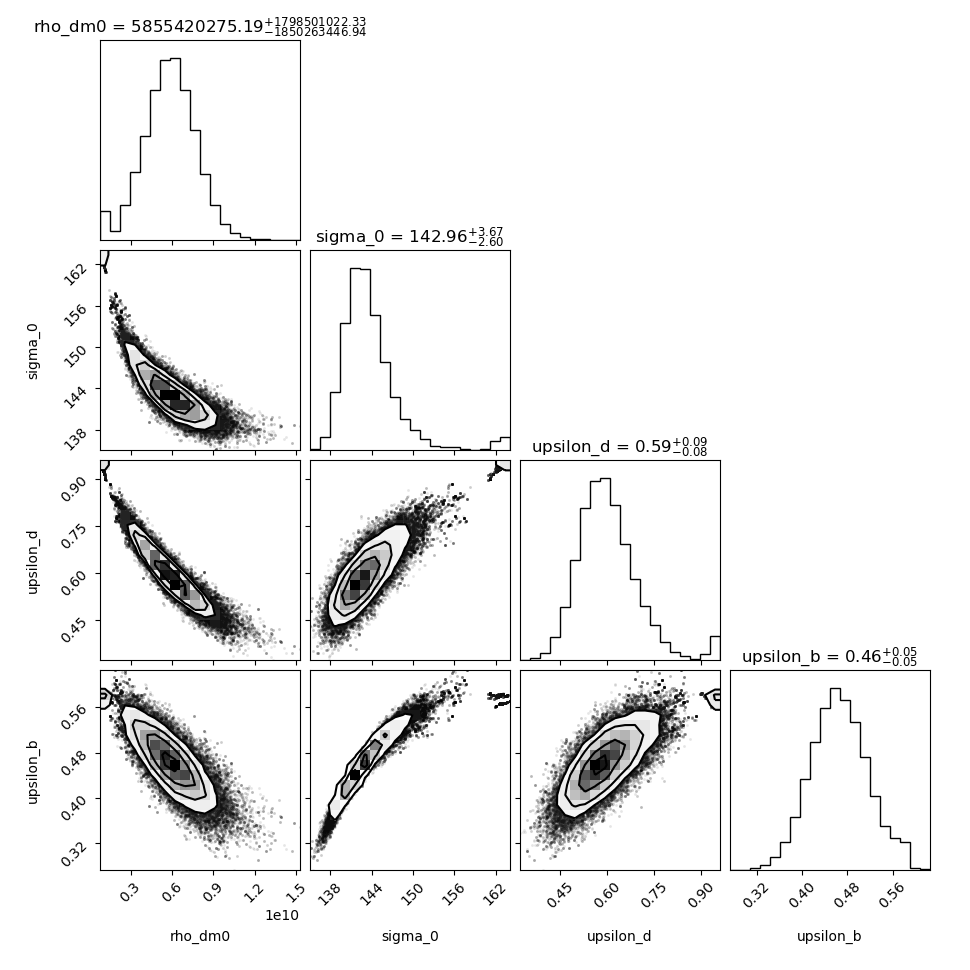 rho_dm0 = 5855420275.19+1798501022.33−1850263446.94
sigma_0 = 142.96+3.67−2.60
162
156
150
144
138
sigma_0
upsilon_d = 0.59+0.09−0.08
0.90
0.75
0.60
0.45
upsilon_d
upsilon_b = 0.46+0.05−0.05
0.56
0.48
0.40
0.32
upsilon_b
0.3 0.6 0.9 1.2 1.5
1e10
rho_dm0
138 144 150 156 162
sigma_0
0.45 0.60 0.75 0.90
upsilon_d
0.32 0.40 0.48 0.56
upsilon_b